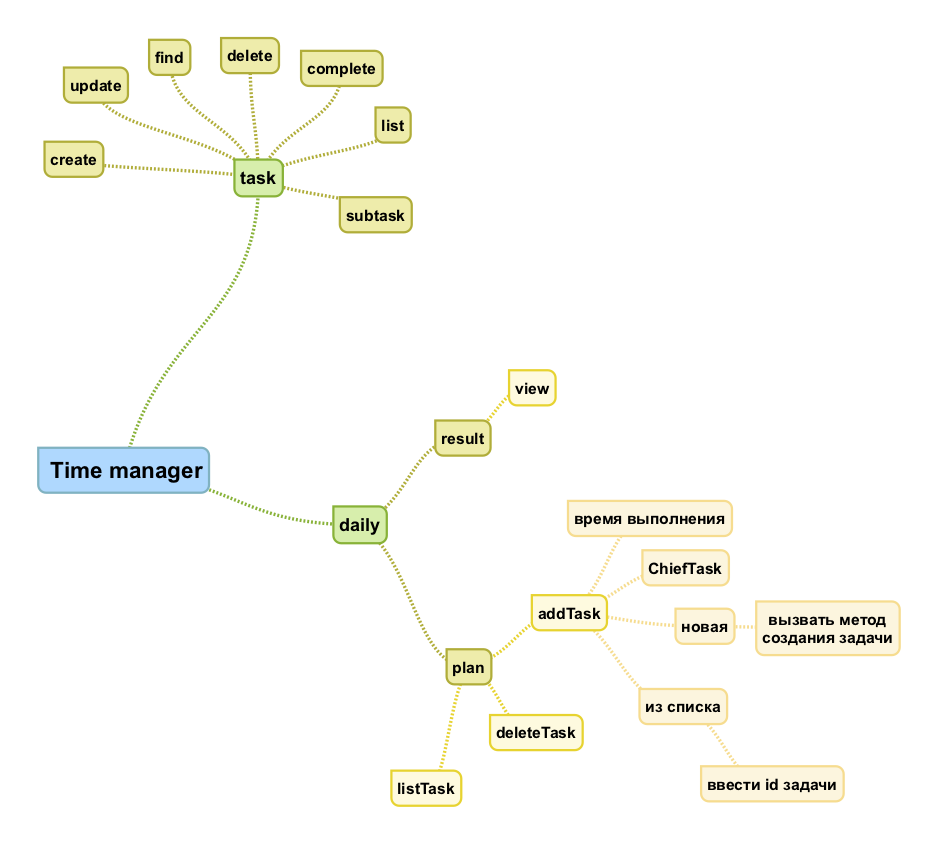 find
delete
complete
update
list
create
task
subtask
view
result
Time manager
daily
время выполнения
ChiefTask
addTask
новая
вызвать метод
создания задачи
plan
из списка
deleteTask
listTask
ввести id задачи